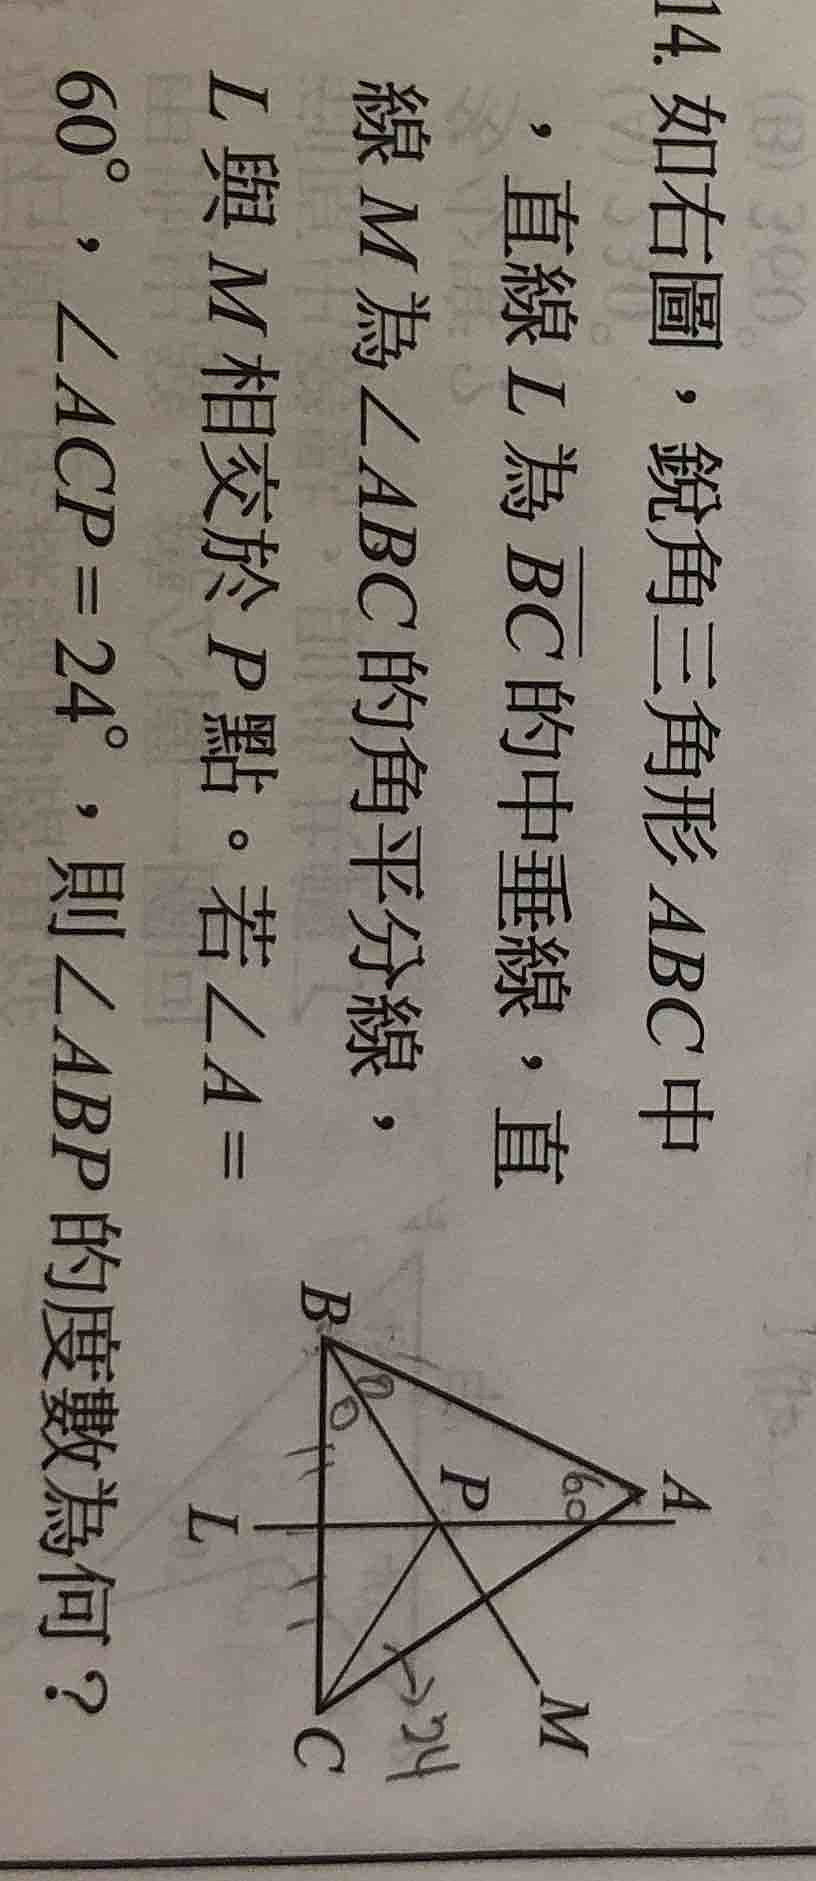 14. 如右圖，銳角三角形 ABC 中
，直線 L 為 BC 的中垂線，直
線 M 為∠ABC 的角平分線，
L 與 M 相交於 P 點。若∠A =
60°，∠ACP = 24°，則∠ABP 的度數為何？
A
60
P
M
B
C
24
L